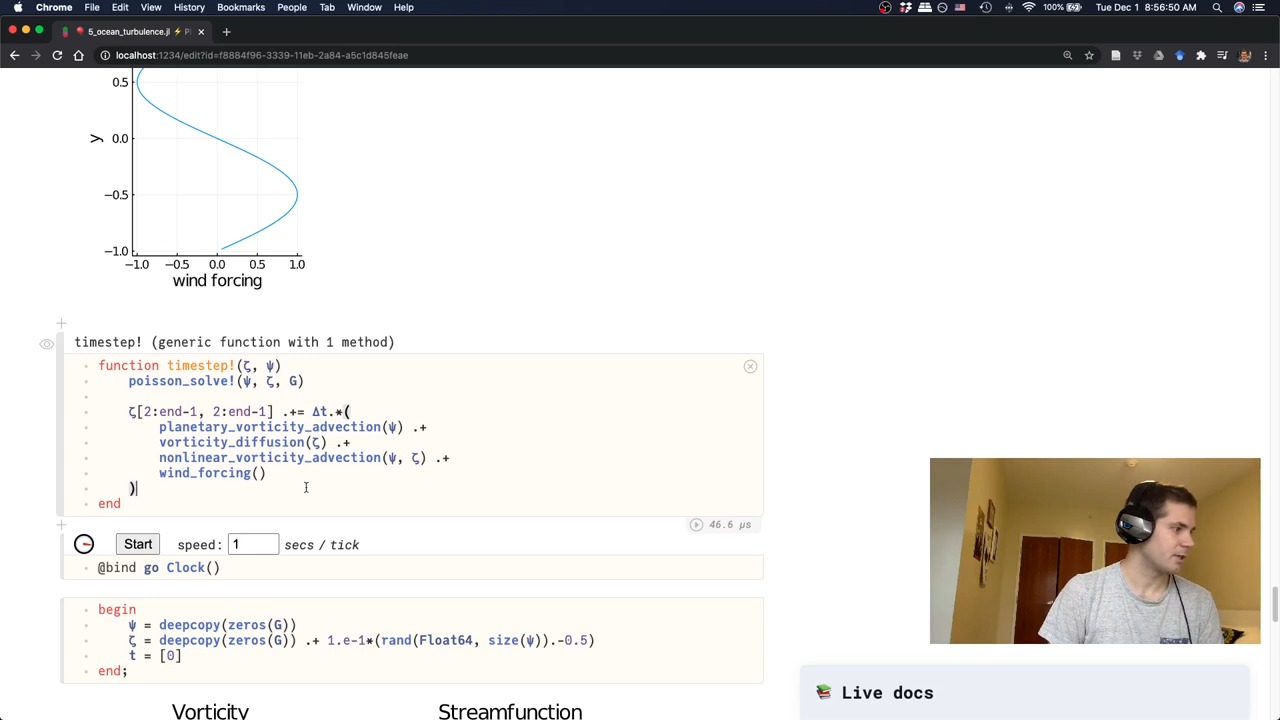 Chrome File Edit View History Bookmarks People Tab Window Help 100% Tue Dec 1 8:56:50 AM
5_ocean_turbulence.jl
localhost:1234/edit?id=f8884f96-3339-11eb-2a84-a5c1d845feae
0.5
y
0.0
−0.5
−1.0
−1.0 −0.5 0.0 0.5 1.0
wind forcing
timestep! (generic function with 1 method)
function timestep!(ζ, ψ)
poisson_solve!(ψ, ζ, G)
ζ[2:end-1, 2:end-1] .+= Δt.*(
planetary_vorticity_advection(ψ) .+
vorticity_diffusion(ζ) .+
nonlinear_vorticity_advection(ψ, ζ) .+
wind_forcing()
)
end
46.6 μs
Start speed: 1 secs / tick
@bind go Clock()
begin
ψ = deepcopy(zeros(G))
ζ = deepcopy(zeros(G)) .+ 1.e-1*(rand(Float64, size(ψ)).-0.5)
t = [0]
end;
Vorticity Streamfunction
Live docs